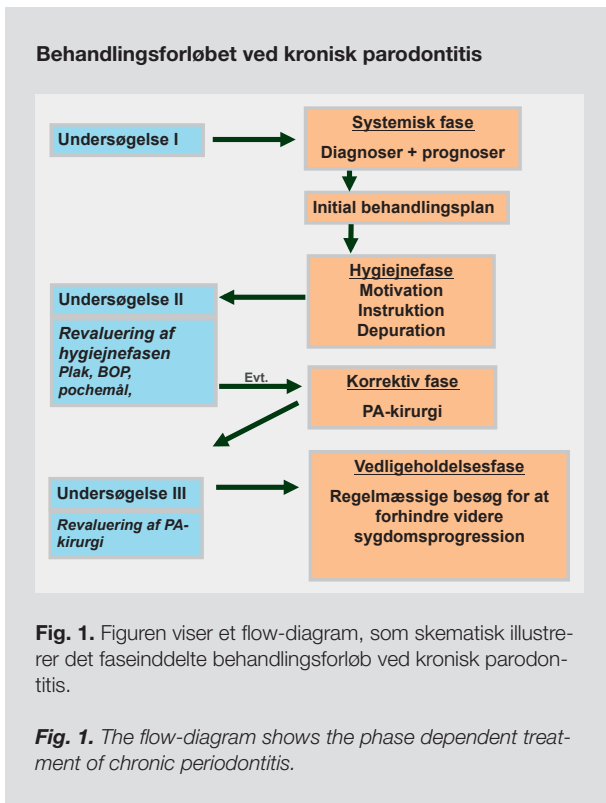 Behandlingsforløbet ved kronisk parodontitis
Undersøgelse I
Systemisk fase
Diagnoser + prognoser
Initial behandlingsplan
Hygiejnefase
Motivation
Instruktion
Depuration
Undersøgelse II
Revaluering af
hygiejnefasen
Plak, BOP,
pochemål,
Evt.
Korrektiv fase
PA-kirurgi
Undersøgelse III
Revaluering af PA-
kirurgi
Vedligeholdelsesfase
Regelmæssige besøg for at
forhindre videre
sygdomsprogression
Fig. 1. Figuren viser et flow-diagram, som skematisk illustre-
rer det faseinddelte behandlingsforløb ved kronisk parodon-
titis.
Fig. 1. The flow-diagram shows the phase dependent treat-
ment of chronic periodontitis.